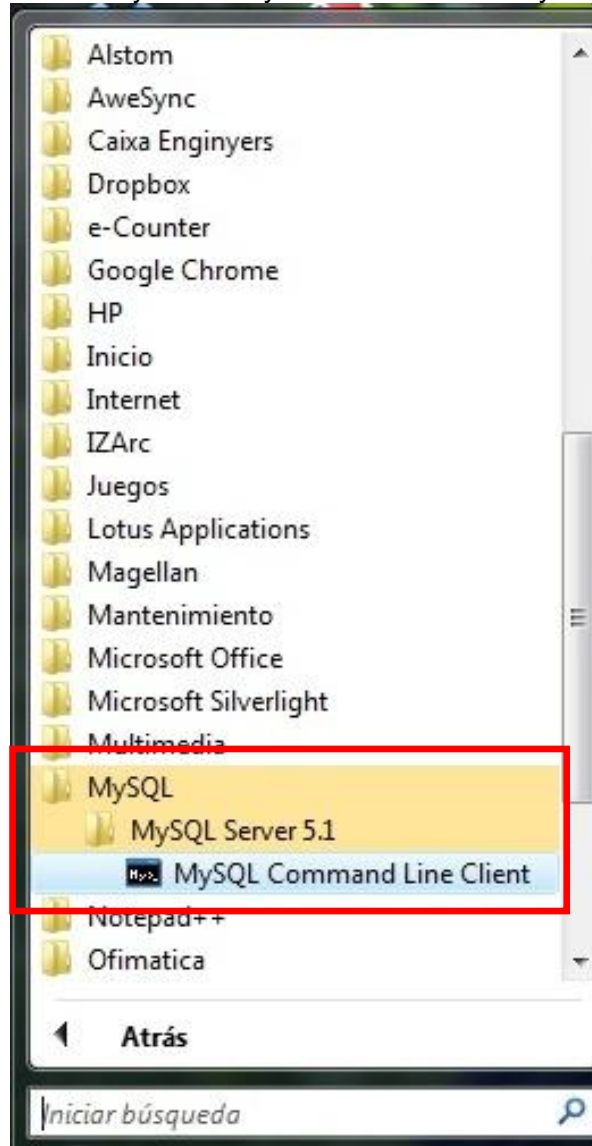 Alstom
AweSync
Caixa Enginyers
Dropbox
e-Counter
Google Chrome
HP
Inicio
Internet
IZArc
Juegos
Lotus Applications
Magellan
Mantenimiento
Microsoft Office
Microsoft Silverlight
Multimedia
MySQL
MySQL Server 5.1
MySQL Command Line Client
Notepad++
Ofimatica
Atrás
Iniciar búsqueda